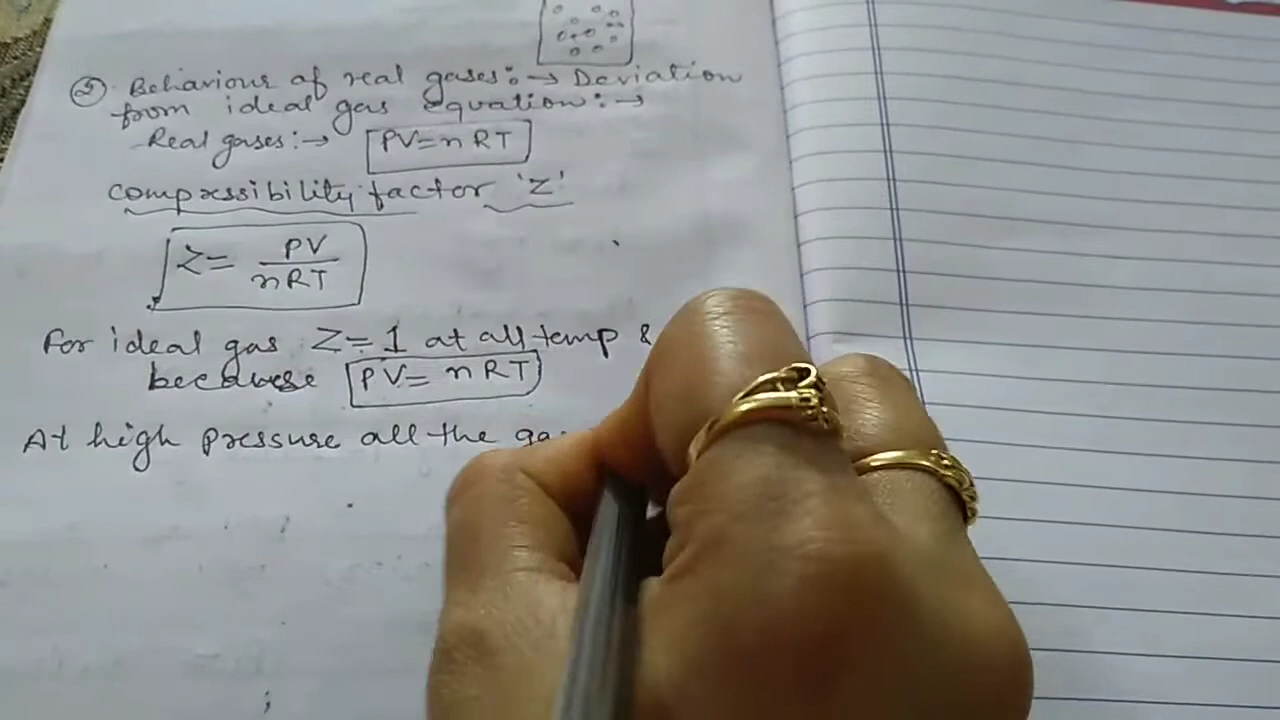 5 Behaviour of real gases:→ Deviation
from ideal gas equation:→
Real gases:→ PV=nRT
compressibility factor 'Z'
Z= PV
nRT
For ideal gas Z=1 at all temp &
because PV=nRT
At high pressure all the